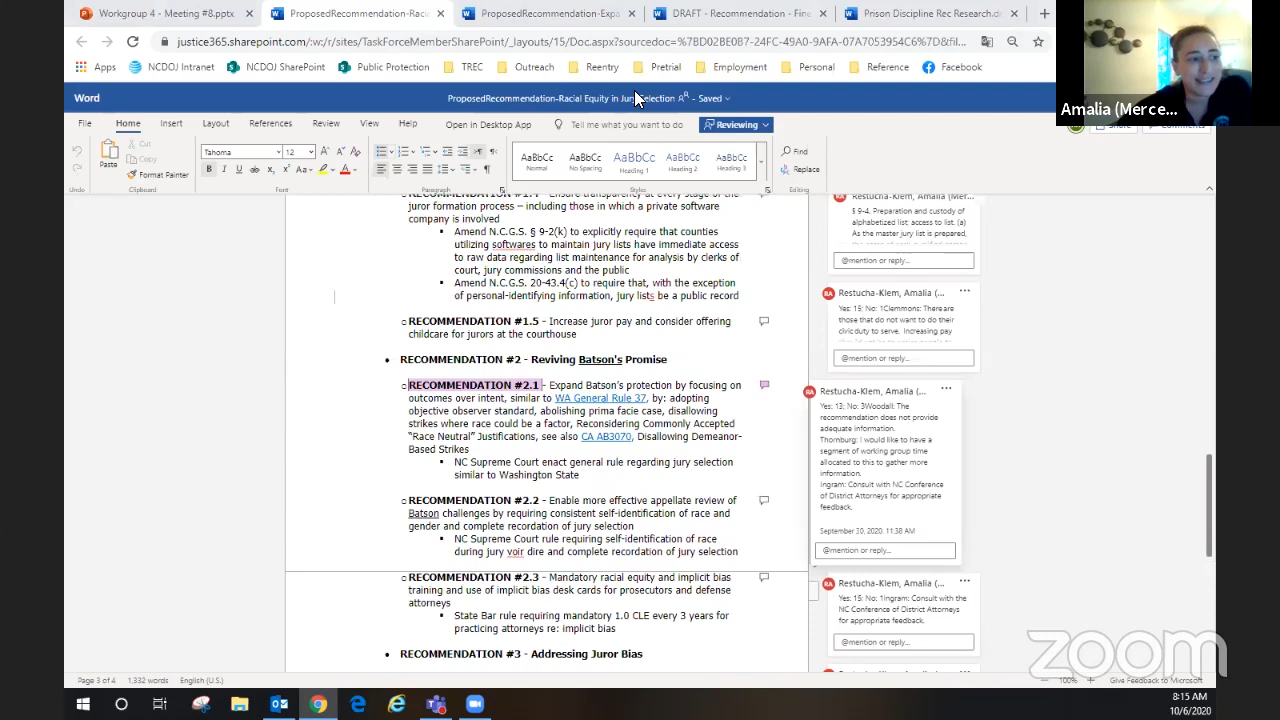 Workgroup 4 - Meeting #8.pptx
ProposedRecommendation-Racia
ProposedRecommendation-Expa
DRAFT - Recommendation - Fine
Prison Discipline Rec Research.d
justice365.sharepoint.com/:w:/r/sites/TaskForceMemberSharePoint/_layouts/15/Doc.aspx?sourcedoc=%7BD02BE0B7-24FC-49A0-9AFA-07A7053954C6%7D&fil...
Apps
NCDOJ Intranet
NCDOJ SharePoint
Public Protection
TREC
Outreach
Reentry
Pretrial
Employment
Personal
Reference
Facebook
Amalia (Merce...
Word
ProposedRecommendation-Racial Equity in Jury Selection
- Saved
File
Home
Insert
Layout
References
Review
View
Help
Open in Desktop App
Tell me what you want to do
Reviewing
Share
Comments
Paste
Cut
Copy
Format Painter
Tahoma
12
AaBbCc
Normal
AaBbCc
No Spacing
AaBbCc
Heading 1
AaBbCc
Heading 2
AaBbCc
Heading 3
Find
Replace
Undo
Clipboard
Font
Paragraph
Styles
Editing
RECOMMENDATION #1.4 - Ensure transparency at every stage of the
juror formation process – including those in which a private software
company is involved
Amend N.C.G.S. § 9-2(k) to explicitly require that counties
utilizing softwares to maintain jury lists have immediate access
to raw data regarding list maintenance for analysis by clerks of
court, jury commissions and the public
Amend N.C.G.S. 20-43.4(c) to require that, with the exception
of personal-identifying information, jury lists be a public record
RECOMMENDATION #1.5 - Increase juror pay and consider offering
childcare for jurors at the courthouse
RECOMMENDATION #2 - Reviving Batson's Promise
RECOMMENDATION #2.1 - Expand Batson's protection by focusing on
outcomes over intent, similar to WA General Rule 37, by: adopting
objective observer standard, abolishing prima facie case, disallowing
strikes where race could be a factor, Reconsidering Commonly Accepted
“Race Neutral” Justifications, see also CA AB3070, Disallowing Demeanor-
Based Strikes
NC Supreme Court enact general rule regarding jury selection
similar to Washington State
RECOMMENDATION #2.2 - Enable more effective appellate review of
Batson challenges by requiring consistent self-identification of race and
gender and complete recordation of jury selection
NC Supreme Court rule requiring self-identification of race
during jury voir dire and complete recordation of jury selection
RECOMMENDATION #2.3 - Mandatory racial equity and implicit bias
training and use of implicit bias desk cards for prosecutors and defense
attorneys
State Bar rule requiring mandatory 1.0 CLE every 3 years for
practicing attorneys re: implicit bias
RECOMMENDATION #3 - Addressing Juror Bias
Restucha-Klem, Amalia (Mer...
§ 9-4. Preparation and custody of
alphabetized list; access to list. (a)
As the master jury list is prepared,
@mention or reply...
RA
Restucha-Klem, Amalia (...
Yes: 15; No: 1Clemmons: There are
those that do not want to do their
civic duty to serve. Increasing pay
@mention or reply...
RA
Restucha-Klem, Amalia (...
Yes: 13; No: 3Woodall: The
recommendation does not provide
adequate information.
Thornburg: I would like to have a
segment of working group time
allocated to this to gather more
information.
Ingram: Consult with NC Conference
of District Attorneys for appropriate
feedback.
September 30, 2020. 11:38 AM
@mention or reply...
RA
Restucha-Klem, Amalia (...
Yes: 15; No: 1Ingram: Consult with the
NC Conference of District Attorneys
for appropriate feedback.
@mention or reply...
zoom
Page 3 of 4
1,332 words
English (U.S.)
100%
Give Feedback to Microsoft
8:15 AM
10/6/2020